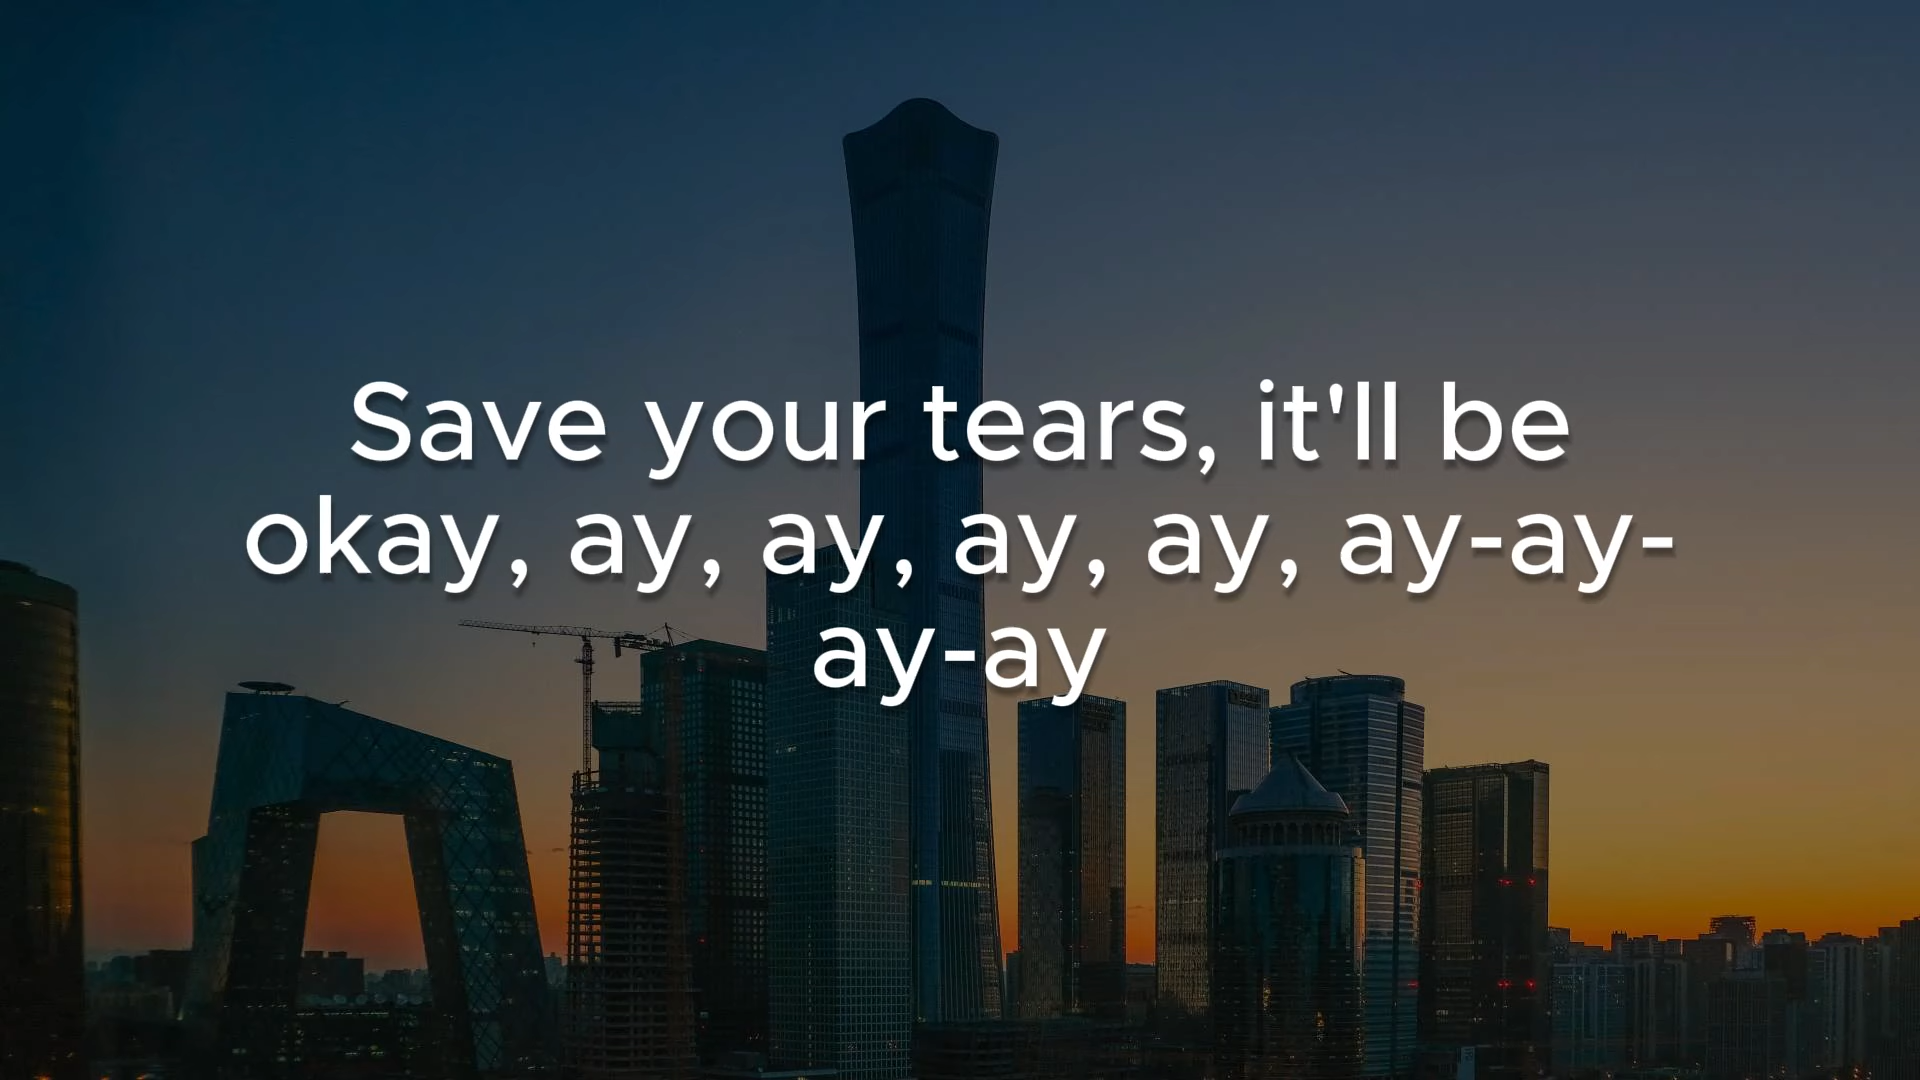 Save your tears, it'll be
okay, ay, ay, ay, ay, ay-ay-
ay-ay